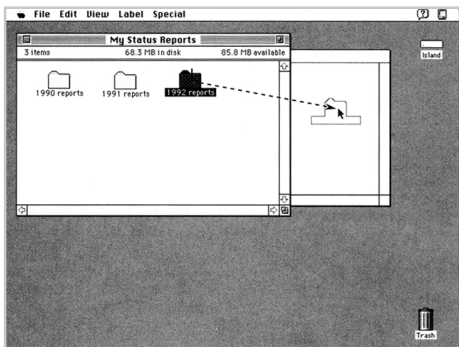 File Edit View Label Special
My Status Reports
3 items 68.3 MB in disk 85.8 MB available
Island
1990 reports 1991 reports 1992 reports
Trash